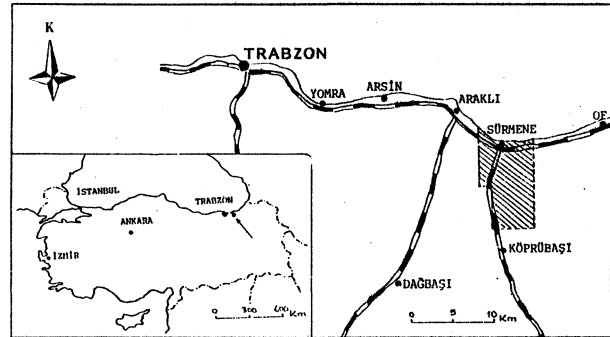 K
TRABZON
YOMRA
ARSİN
ARAKLI
SÜRMENE
OF
KÖPRÜBAŞI
DAĞBAŞI
0 5 10
Km
İSTANBUL
TRABZON
ANKARA
İZMİR
0 300 600
Km